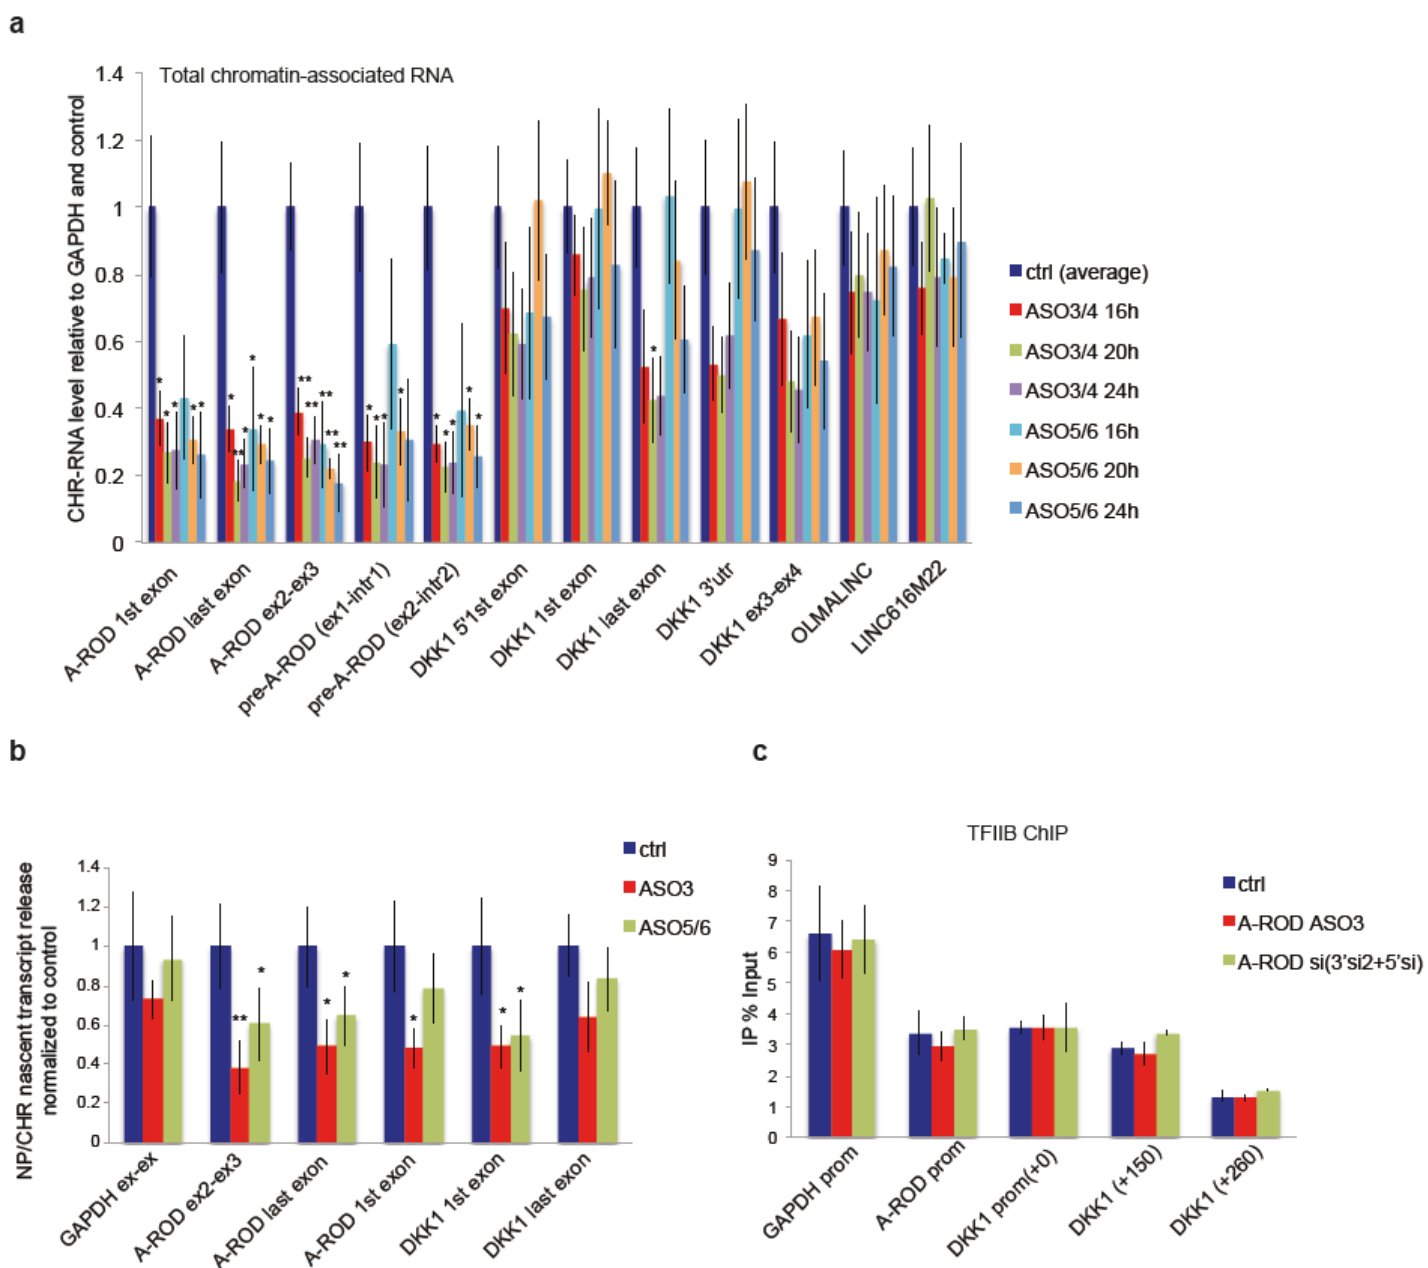 a
Total chromatin-associated RNA
CHR-RNA level relative to GAPDH and control
1.4
1.2
1
0.8
0.6
0.4
0.2
0
* * * * *
* ** * * * *
** ** ** ** **
* * * *
* * * * *
*
ctrl (average)
ASO3/4 16h
ASO3/4 20h
ASO3/4 24h
ASO5/6 16h
ASO5/6 20h
ASO5/6 24h
A-ROD 1st exon
A-ROD last exon
A-ROD ex2-ex3
pre-A-ROD (ex1-intr1)
pre-A-ROD (ex2-intr2)
DKK1 5'1st exon
DKK1 1st exon
DKK1 last exon
DKK1 3'utr
DKK1 ex3-ex4
OLMALINC
LINC616M22
b
NP/CHR nascent transcript release
normalized to control
1.4
1.2
1
0.8
0.6
0.4
0.2
0
** *
* *
*
* *
ctrl
ASO3
ASO5/6
GAPDH ex-ex
A-ROD ex2-ex3
A-ROD last exon
A-ROD 1st exon
DKK1 1st exon
DKK1 last exon
c
TFIIB ChIP
IP % Input
9
8
7
6
5
4
3
2
1
0
ctrl
A-ROD ASO3
A-ROD si(3'si2+5'si)
GAPDH prom
A-ROD prom
DKK1 prom(+0)
DKK1 (+150)
DKK1 (+260)